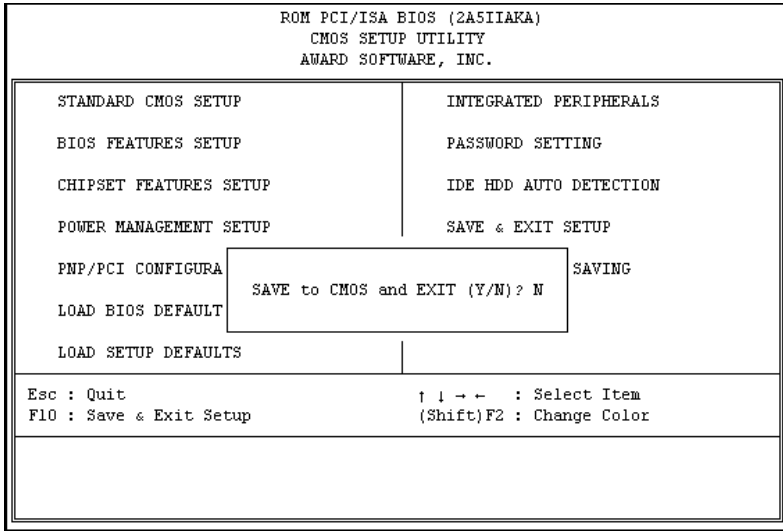 ROM PCI/ISA BIOS (2A5IIAKA)
CMOS SETUP UTILITY
AWARD SOFTWARE, INC.
STANDARD CMOS SETUP
BIOS FEATURES SETUP
CHIPSET FEATURES SETUP
POWER MANAGEMENT SETUP
PNP/PCI CONFIGURA
LOAD BIOS DEFAULT
LOAD SETUP DEFAULTS
INTEGRATED PERIPHERALS
PASSWORD SETTING
IDE HDD AUTO DETECTION
SAVE & EXIT SETUP
SAVING
SAVE to CMOS and EXIT (Y/N)? N
Esc : Quit
F10 : Save & Exit Setup
↑ ↓ → ← : Select Item
(Shift)F2 : Change Color